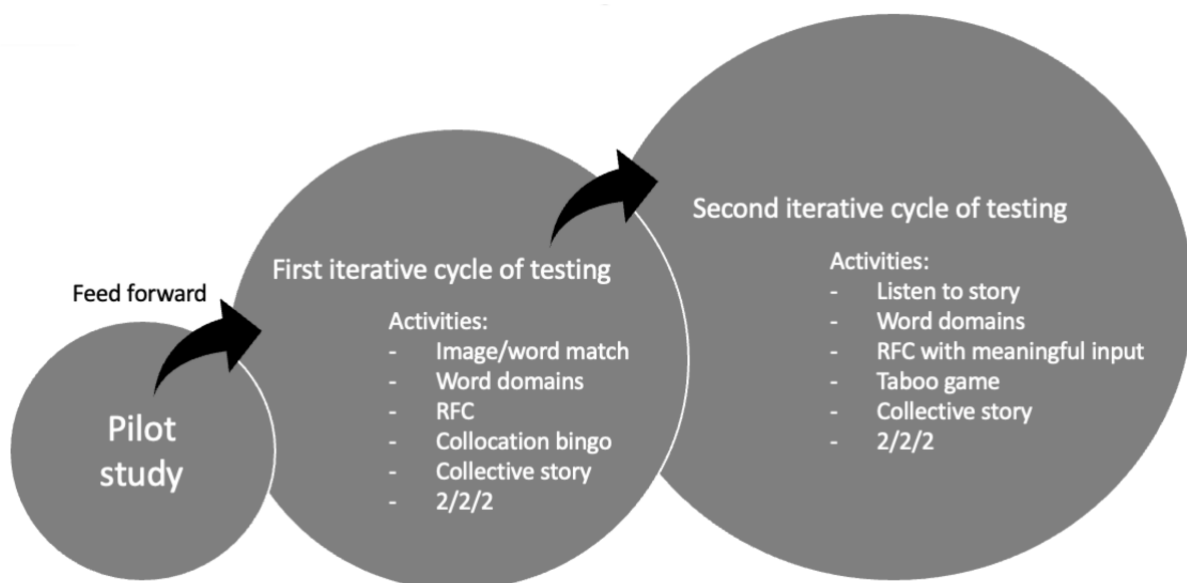 Feed forward
Pilot
study
First iterative cycle of testing
Activities:
- Image/word match
- Word domains
- RFC
- Collocation bingo
- Collective story
- 2/2/2
Second iterative cycle of testing
Activities:
- Listen to story
- Word domains
- RFC with meaningful input
- Taboo game
- Collective story
- 2/2/2